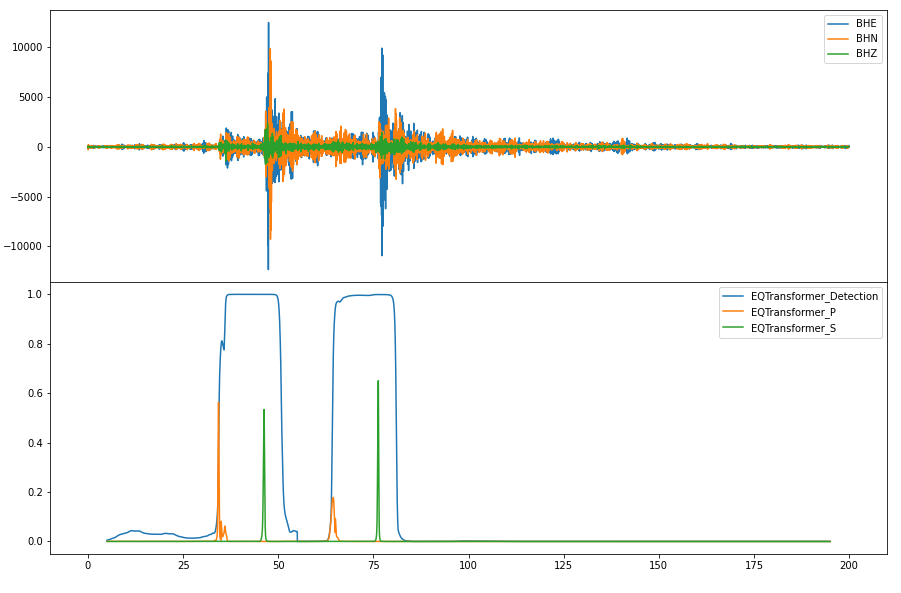 BHE
BHN
BHZ
10000
5000
0
−5000
−10000
EQTransformer_Detection
EQTransformer_P
EQTransformer_S
1.0
0.8
0.6
0.4
0.2
0.0
0 25 50 75 100 125 150 175 200